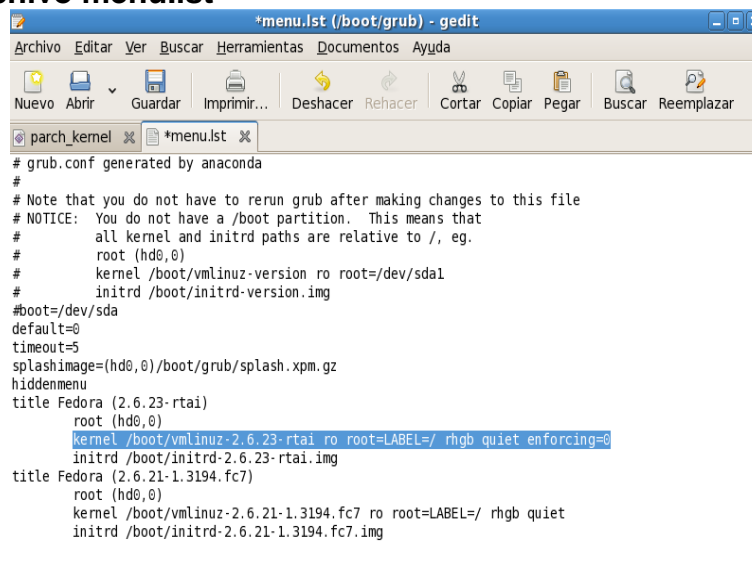 *menu.lst (/boot/grub) - gedit
Archivo Editar Ver Buscar Herramientas Documentos Ayuda
Nuevo Abrir Guardar Imprimir... Deshacer Rehacer Cortar Copiar Pegar Buscar Reemplazar
parch_kernel *menu.lst
# grub.conf generated by anaconda
#
# Note that you do not have to rerun grub after making changes to this file
# NOTICE:  You do not have a /boot partition.  This means that
#          all kernel and initrd paths are relative to /, eg.
#          root (hd0,0)
#          kernel /boot/vmlinuz-version ro root=/dev/sda1
#          initrd /boot/initrd-version.img
#boot=/dev/sda
default=0
timeout=5
splashimage=(hd0,0)/boot/grub/splash.xpm.gz
hiddenmenu
title Fedora (2.6.23-rtai)
        root (hd0,0)
        kernel /boot/vmlinuz-2.6.23-rtai ro root=LABEL=/ rhgb quiet enforcing=0
        initrd /boot/initrd-2.6.23-rtai.img
title Fedora (2.6.21-1.3194.fc7)
        root (hd0,0)
        kernel /boot/vmlinuz-2.6.21-1.3194.fc7 ro root=LABEL=/ rhgb quiet
        initrd /boot/initrd-2.6.21-1.3194.fc7.img